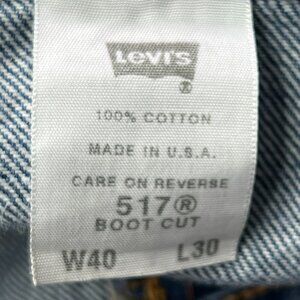 LEVI'S
®
100% COTTON
MADE IN U.S.A.
CARE ON REVERSE
517®
BOOT CUT
W40 L30